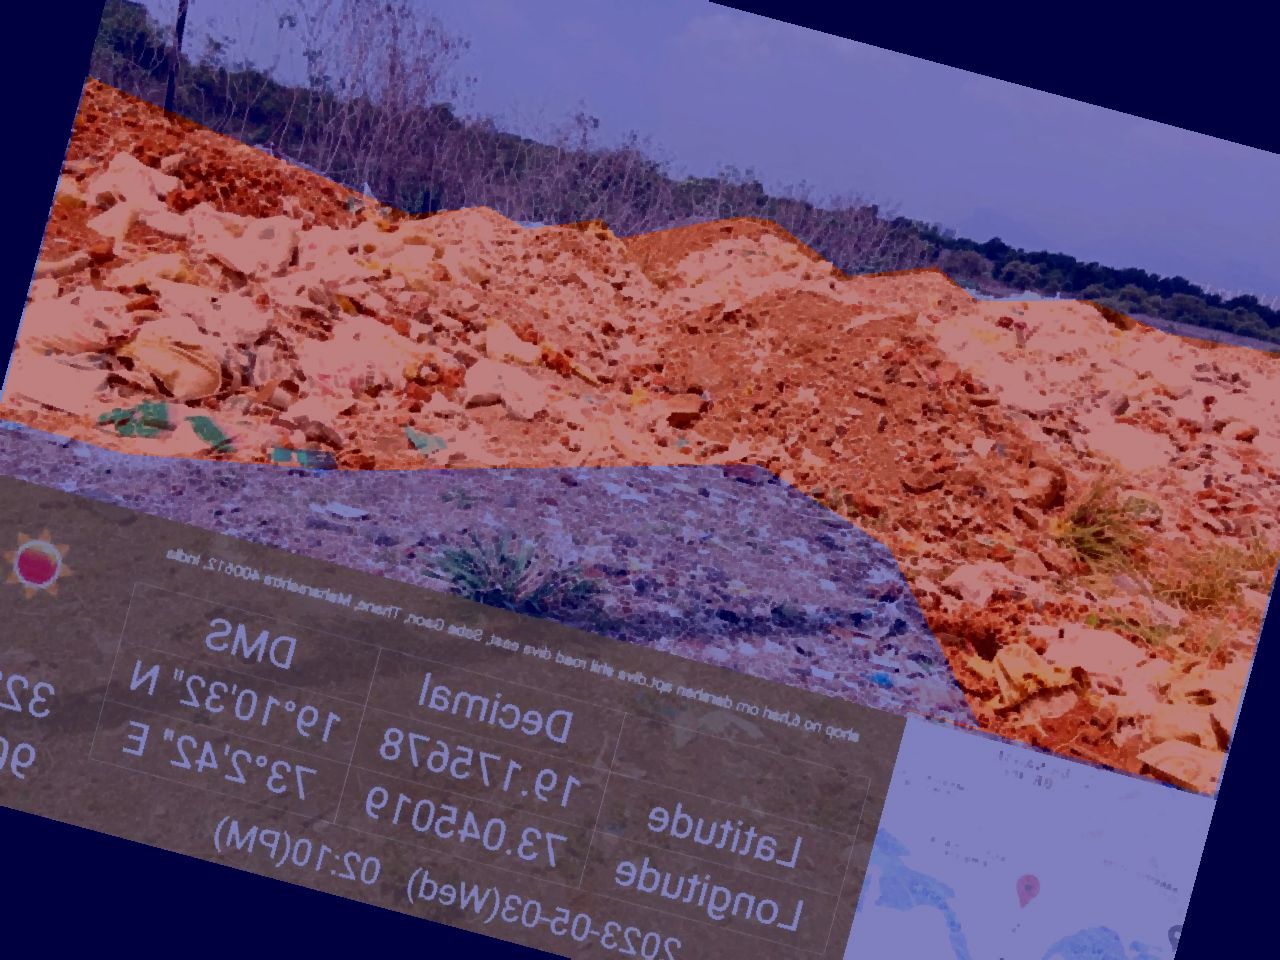 shop no 6,hari om darshan apt,diva shil road diva east, Sabe Gaon, Thane, Maharashtra 400612, India
Decimal DMS
Latitude 19.175678 19°10'32" N
Longitude 73.045019 73°2'42" E
2023-05-03(Wed) 02:10(PM)
32°